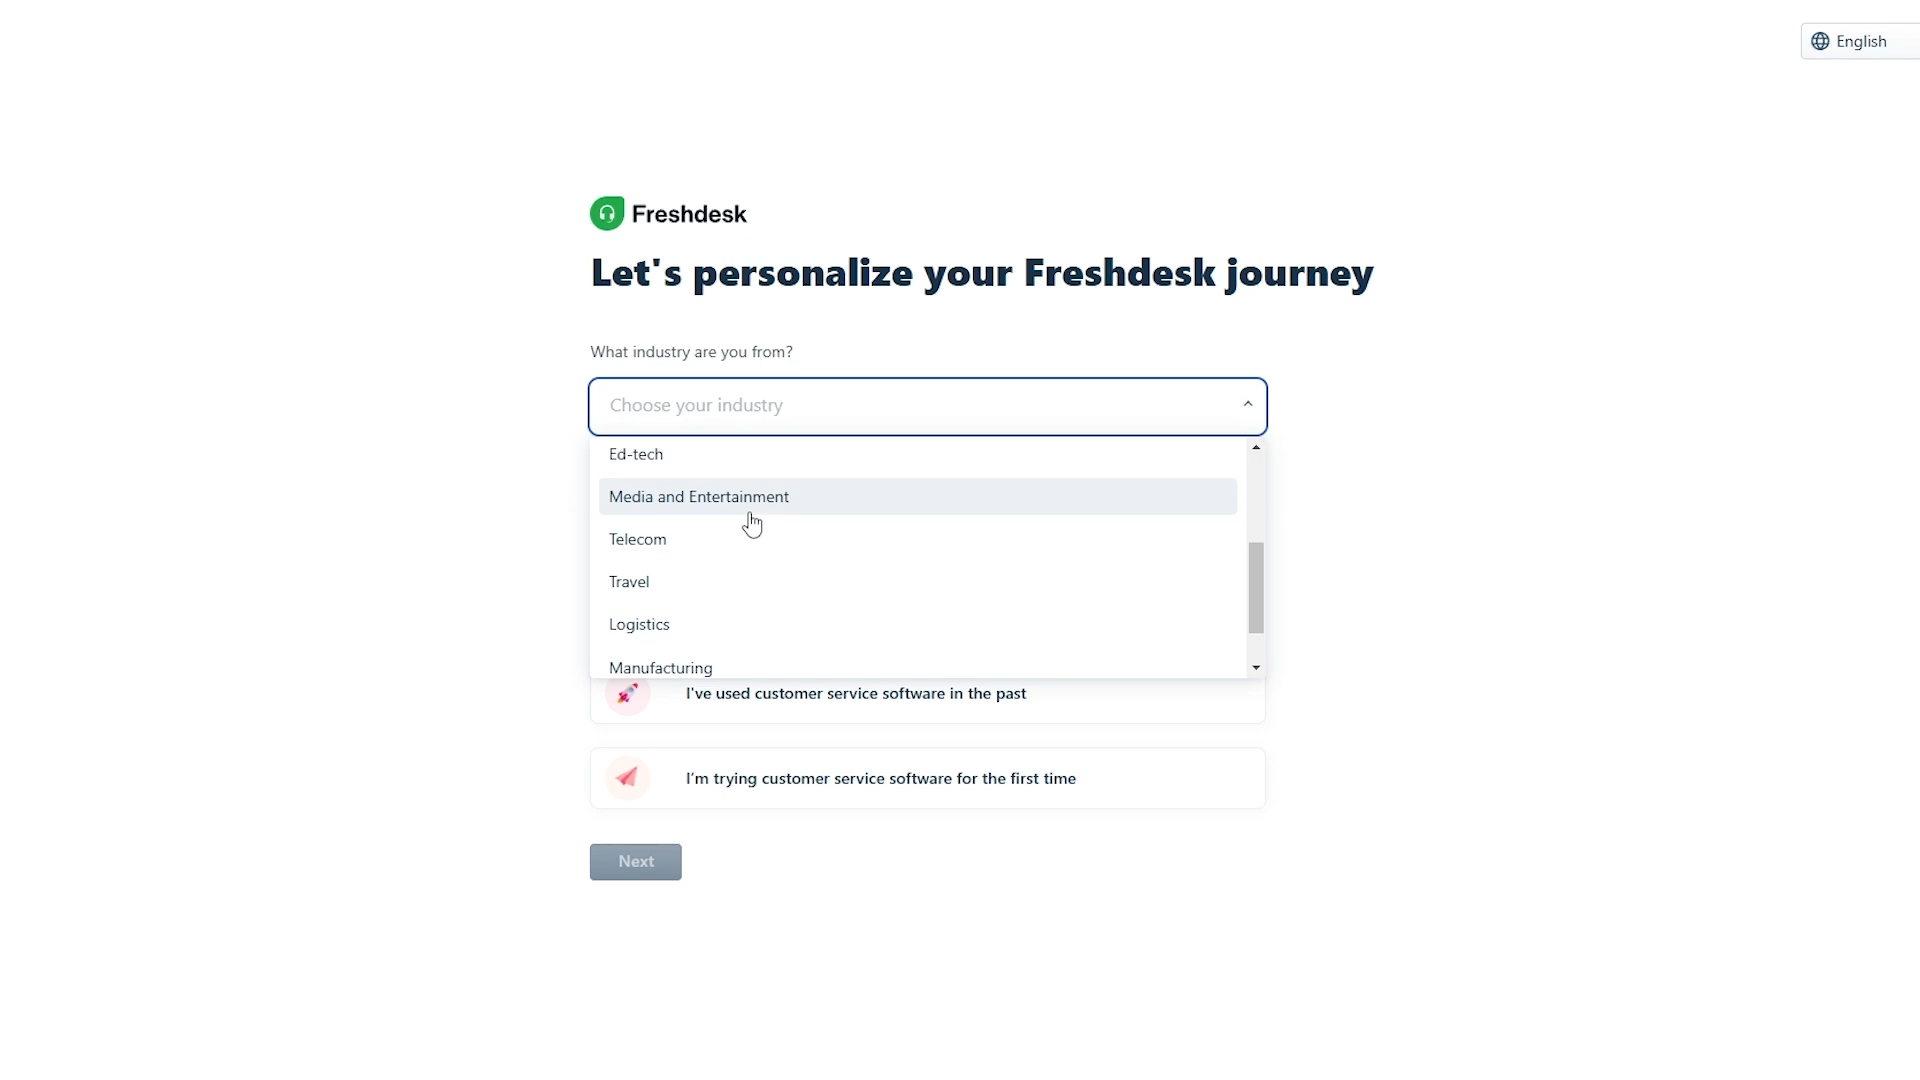 English
Freshdesk
Let's personalize your Freshdesk journey
What industry are you from?
Choose your industry
Ed-tech
Media and Entertainment
Telecom
Travel
Logistics
Manufacturing
I've used customer service software in the past
I'm trying customer service software for the first time
Next